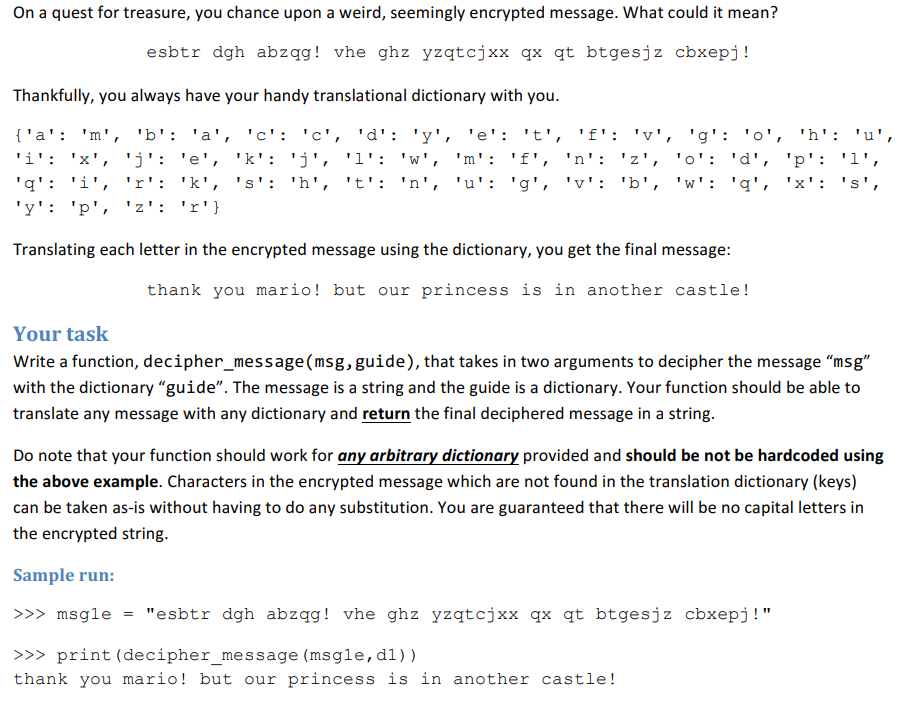 On a quest for treasure, you chance upon a weird, seemingly encrypted message. What could it mean?
esbtr dgh abzqg! vhe ghz yzqtcjxx qx qt btgesjz cbxepj!
Thankfully, you always have your handy translational dictionary with you.
{'a': 'm', 'b': 'a', 'c': 'c', 'd': 'y', 'e': 't', 'f': 'v', 'g': 'o', 'h': 'u',
'i': 'x', 'j': 'e', 'k': 'j', 'l': 'w', 'm': 'f', 'n': 'z', 'o': 'd', 'p': 'l',
'q': 'i', 'r': 'k', 's': 'h', 't': 'n', 'u': 'g', 'v': 'b', 'w': 'q', 'x': 's',
'y': 'p', 'z': 'r'}
Translating each letter in the encrypted message using the dictionary, you get the final message:
thank you mario! but our princess is in another castle!
Your task
Write a function, decipher_message(msg,guide), that takes in two arguments to decipher the message “msg”
with the dictionary “guide”. The message is a string and the guide is a dictionary. Your function should be able to
translate any message with any dictionary and return the final deciphered message in a string.
Do note that your function should work for any arbitrary dictionary provided and should be not be hardcoded using
the above example. Characters in the encrypted message which are not found in the translation dictionary (keys)
can be taken as-is without having to do any substitution. You are guaranteed that there will be no capital letters in
the encrypted string.
Sample run:
>>> msg1e = "esbtr dgh abzqg! vhe ghz yzqtcjxx qx qt btgesjz cbxepj!"
>>> print(decipher_message(msg1e,d1))
thank you mario! but our princess is in another castle!